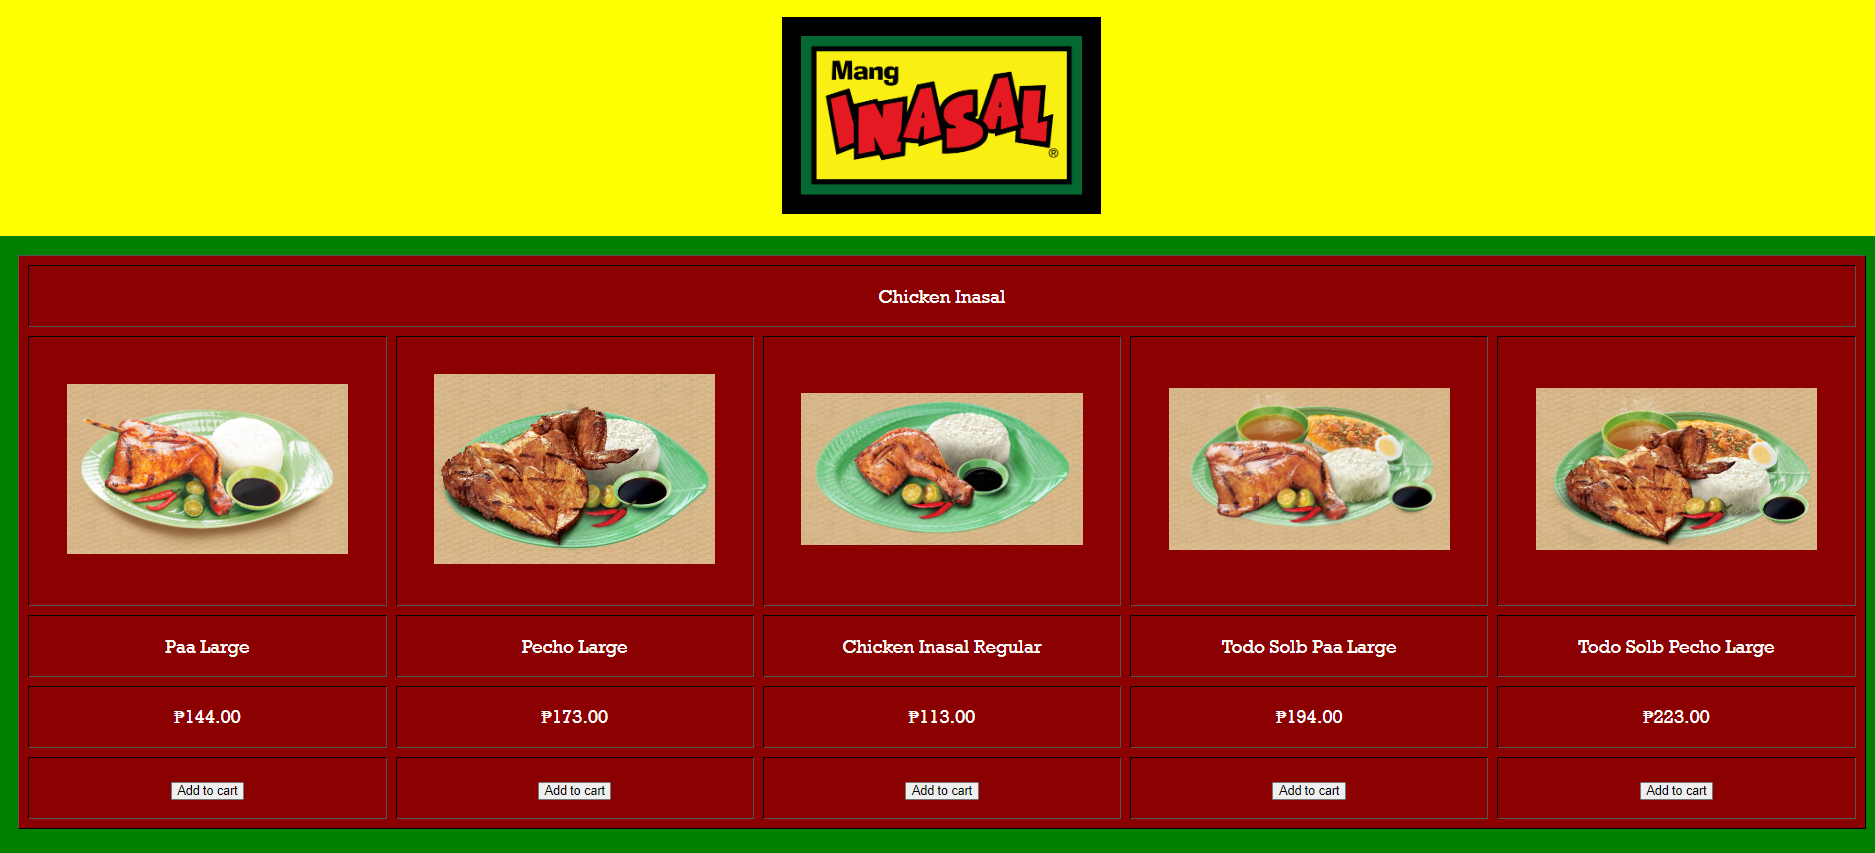 Mang
INASAL
®
Chicken Inasal
Paa Large
Pecho Large
Chicken Inasal Regular
Todo Solb Paa Large
Todo Solb Pecho Large
₱144.00
₱173.00
₱113.00
₱194.00
₱223.00
Add to cart
Add to cart
Add to cart
Add to cart
Add to cart